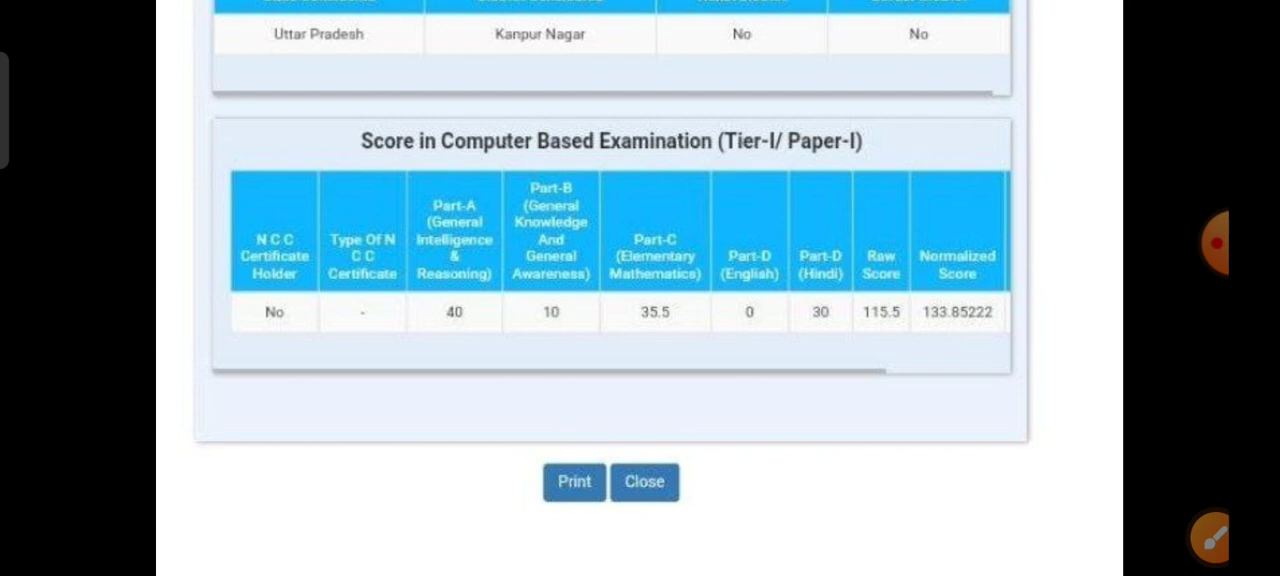 Uttar Pradesh
Kanpur Nagar
No
No
Score in Computer Based Examination (Tier-I/ Paper-I)
N C C
Certificate
Holder
Type Of N
C C
Certificate
Part-A
(General
Intelligence
&
Reasoning)
Part-B
(General
Knowledge
And
General
Awareness)
Part-C
(Elementary
Mathematics)
Part-D
(English)
Part-D
(Hindi)
Raw
Score
Normalized
Score
No
-
40
10
35.5
0
30
115.5
133.85222
Print
Close